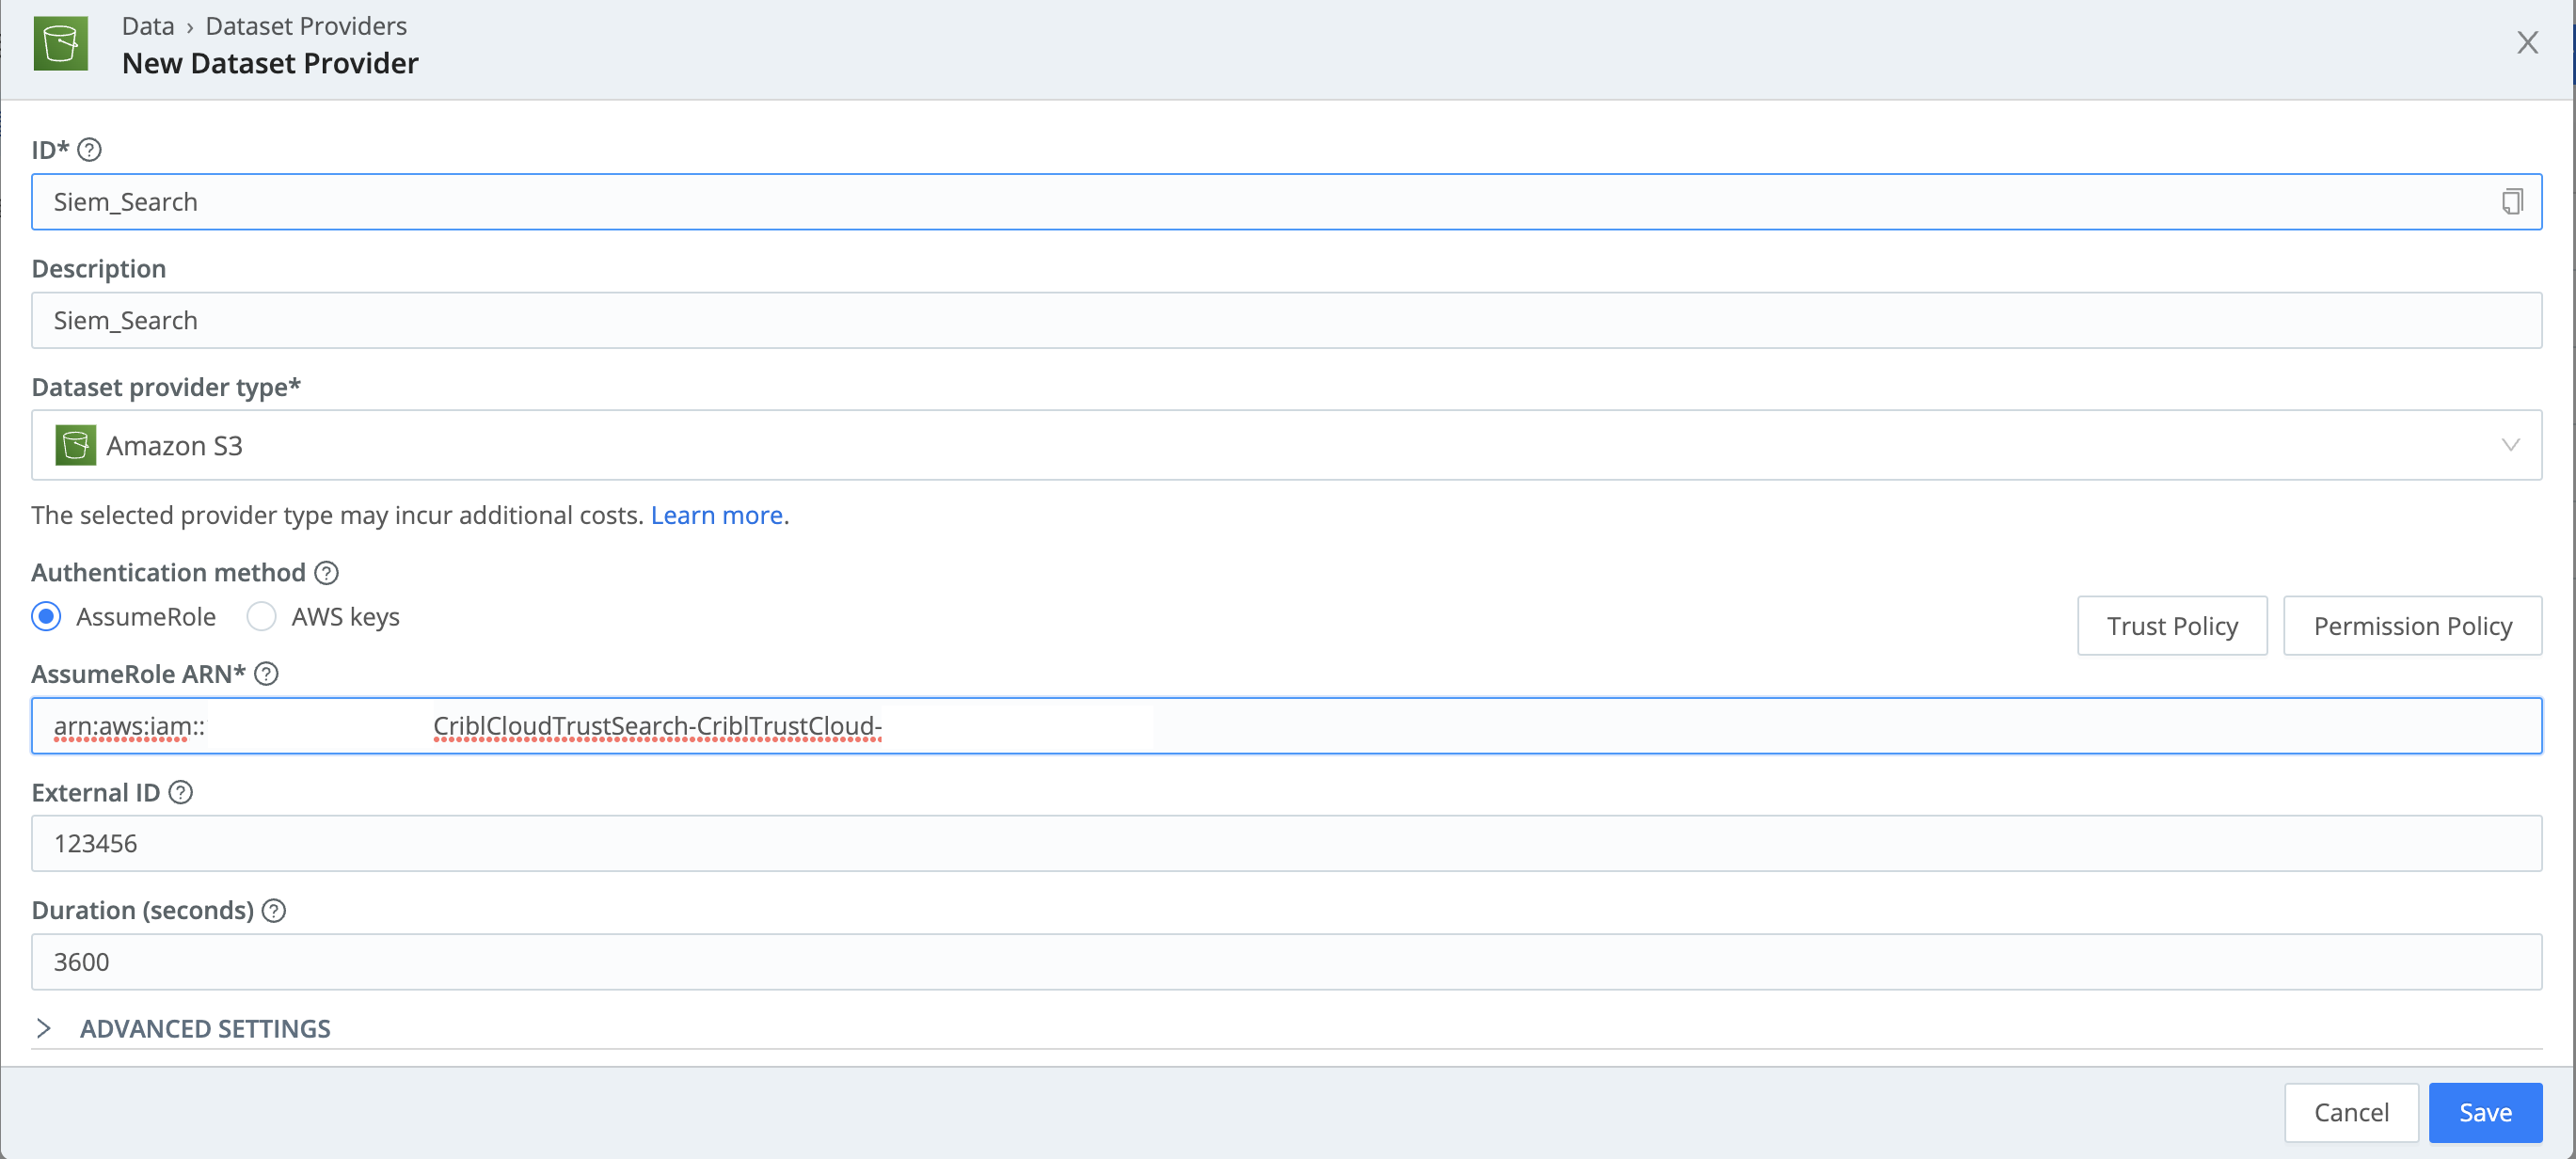 Data › Dataset Providers
New Dataset Provider
ID*
Siem_Search
Description
Siem_Search
Dataset provider type*
Amazon S3
The selected provider type may incur additional costs. Learn more.
Authentication method
AssumeRole AWS keys
Trust Policy Permission Policy
AssumeRole ARN*
arn:aws:iam:: CriblCloudTrustSearch-CriblTrustCloud-
External ID
123456
Duration (seconds)
3600
ADVANCED SETTINGS
Cancel Save